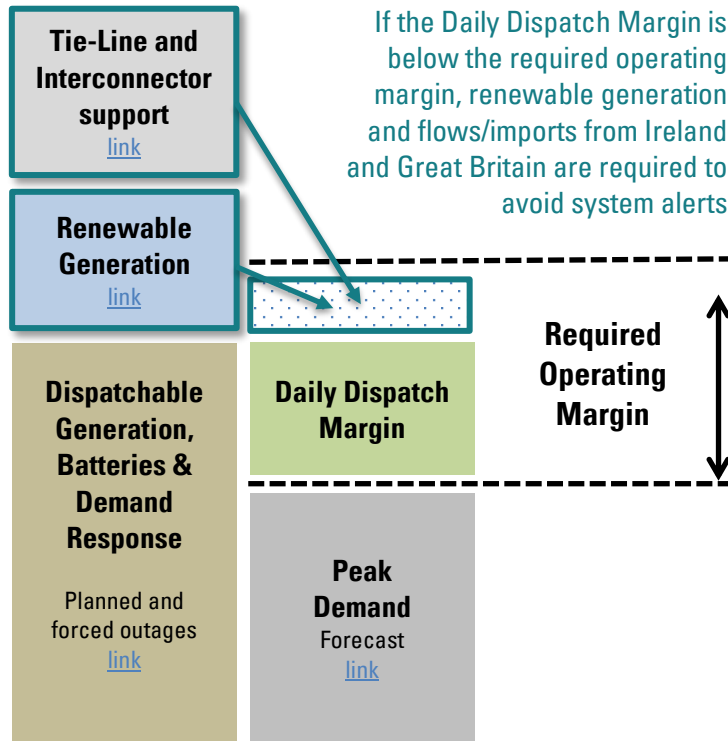 Tie-Line and
Interconnector
support
link
If the Daily Dispatch Margin is
below the required operating
margin, renewable generation
and flows/imports from Ireland
and Great Britain are required to
avoid system alerts
Renewable
Generation
link
Dispatchable
Generation,
Batteries &
Demand
Response
Planned and
forced outages
link
Daily Dispatch
Margin
Required
Operating
Margin
Peak
Demand
Forecast
link